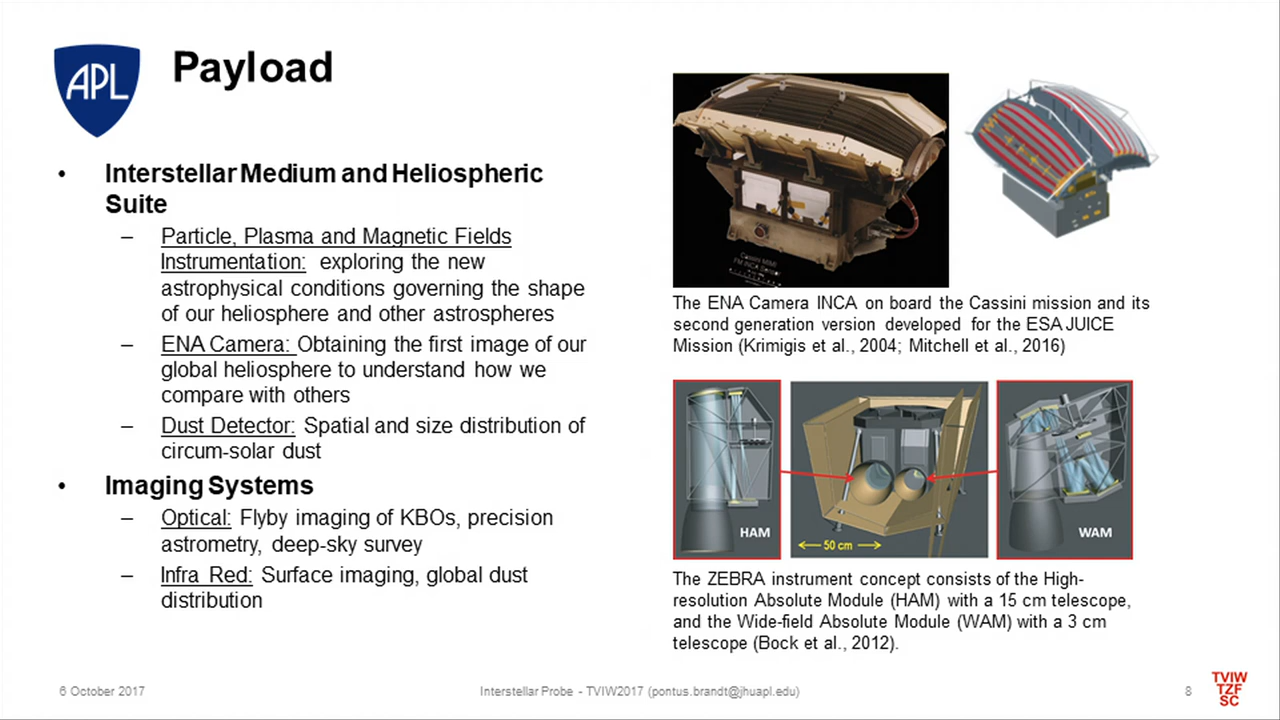 APL
Payload
• Interstellar Medium and Heliospheric
Suite
– Particle, Plasma and Magnetic Fields
Instrumentation: exploring the new
astrophysical conditions governing the shape
of our heliosphere and other astrospheres
– ENA Camera: Obtaining the first image of our
global heliosphere to understand how we
compare with others
– Dust Detector: Spatial and size distribution of
circum-solar dust
• Imaging Systems
– Optical: Flyby imaging of KBOs, precision
astrometry, deep-sky survey
– Infra Red: Surface imaging, global dust
distribution
Cassini MIMI
The ENA Camera INCA on board the Cassini mission and its
second generation version developed for the ESA JUICE
Mission (Krimigis et al., 2004; Mitchell et al., 2016)
HAM
50 cm
WAM
The ZEBRA instrument concept consists of the High-
resolution Absolute Module (HAM) with a 15 cm telescope,
and the Wide-field Absolute Module (WAM) with a 3 cm
telescope (Bock et al., 2012).
6 October 2017
Interstellar Probe - TVIW2017 (pontus.brandt@jhuapl.edu)
8
TVIW
TZF
SC